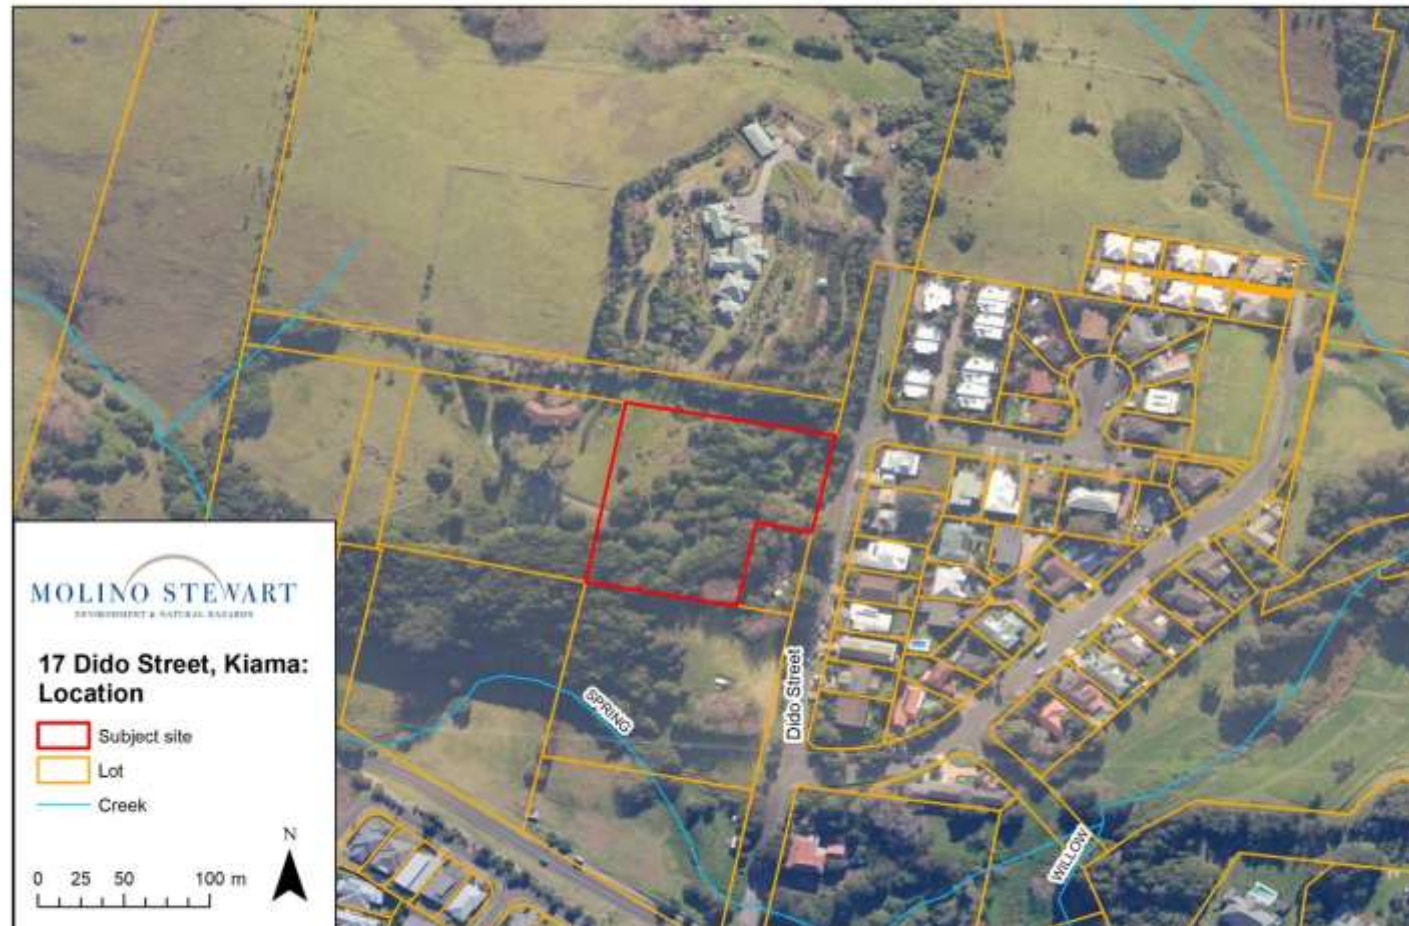 MOLINO STEWART
ENVIRONMENT & NATURAL HAZARDS
17 Dido Street, Kiama:
Location
Subject site
Lot
Creek
N
0 25 50 100 m
SPRING
Dido Street
WILLOW